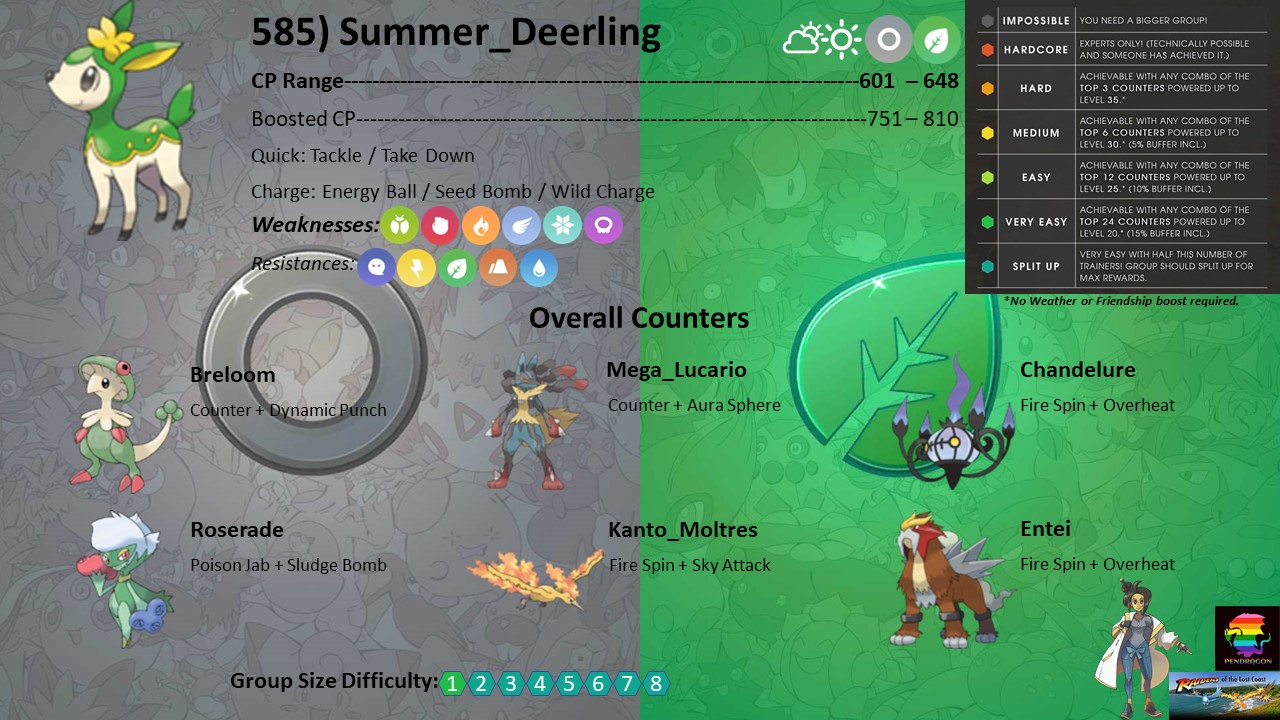 585) Summer_Deerling
CP Range---601 – 648
Boosted CP---751 – 810
Quick: Tackle / Take Down
Charge: Energy Ball / Seed Bomb / Wild Charge
Weaknesses:
Resistances:
IMPOSSIBLE YOU NEED A BIGGER GROUP!
HARDCORE EXPERTS ONLY! (TECHNICALLY POSSIBLE
AND SOMEONE HAS ACHIEVED IT.)
HARD ACHIEVABLE WITH ANY COMBO OF THE
TOP 3 COUNTERS POWERED UP TO
LEVEL 35.*
MEDIUM ACHIEVABLE WITH ANY COMBO OF THE
TOP 6 COUNTERS POWERED UP TO
LEVEL 30.* (5% BUFFER INCL.)
EASY ACHIEVABLE WITH ANY COMBO OF THE
TOP 12 COUNTERS POWERED UP TO
LEVEL 25.* (10% BUFFER INCL.)
VERY EASY ACHIEVABLE WITH ANY COMBO OF THE
TOP 24 COUNTERS POWERED UP TO
LEVEL 20.* (15% BUFFER INCL.)
SPLIT UP VERY EASY WITH HALF THIS NUMBER OF
TRAINERS! GROUP SHOULD SPLIT UP FOR
MAX REWARDS.
*No Weather or Friendship boost required.
Overall Counters
Breloom
Counter + Dynamic Punch
Mega_Lucario
Counter + Aura Sphere
Chandelure
Fire Spin + Overheat
Roserade
Poison Jab + Sludge Bomb
Kanto_Moltres
Fire Spin + Sky Attack
Entei
Fire Spin + Overheat
Group Size Difficulty: 1 2 3 4 5 6 7 8
PENDRAGON
RAIDERS of the Lost Coast